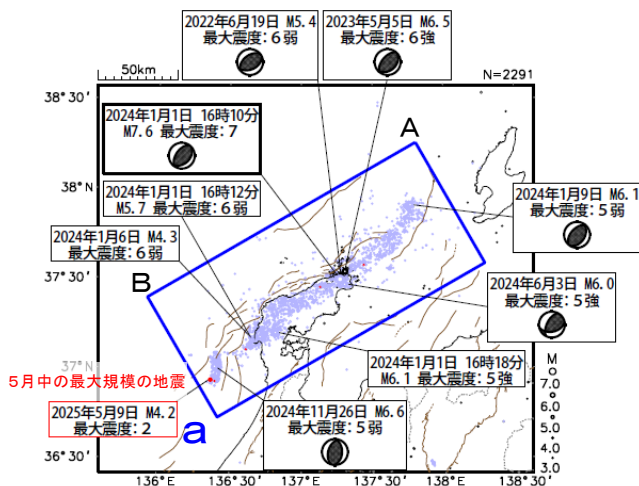 2022年6月19日 M5.4
最大震度：6弱
2023年5月5日 M6.5
最大震度：6強
50km
N=2291
38°30'
2024年1月1日 16時10分
M7.6 最大震度：7
A
38°N
2024年1月1日 16時12分
M5.7 最大震度：6弱
2024年1月9日 M6.1
最大震度：5弱
2024年1月6日 M4.3
最大震度：6弱
B
37°30'
2024年6月3日 M6.0
最大震度：5強
37°N
2024年1月1日 16時18分
M6.1 最大震度：5強
M
7.0
6.0
5.0
4.0
3.0
5月中の最大規模の地震
2025年5月9日 M4.2
最大震度：2
a
2024年11月26日 M6.6
最大震度：5弱
36°30'
136°E
136°30'
137°E
137°30'
138°E
138°30'